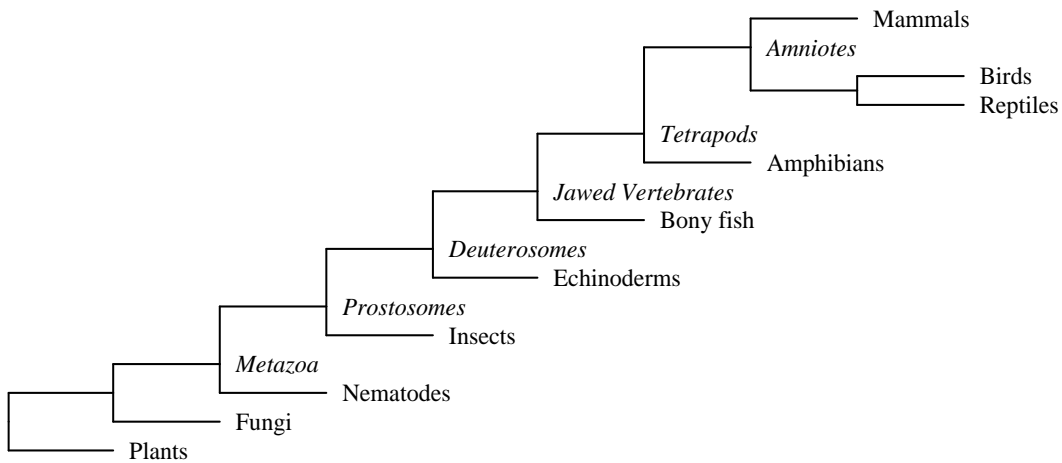 Mammals
Amniotes
Birds
Reptiles
Tetrapods
Amphibians
Jawed Vertebrates
Bony fish
Deuterosomes
Echinoderms
Prostosomes
Insects
Metazoa
Nematodes
Fungi
Plants